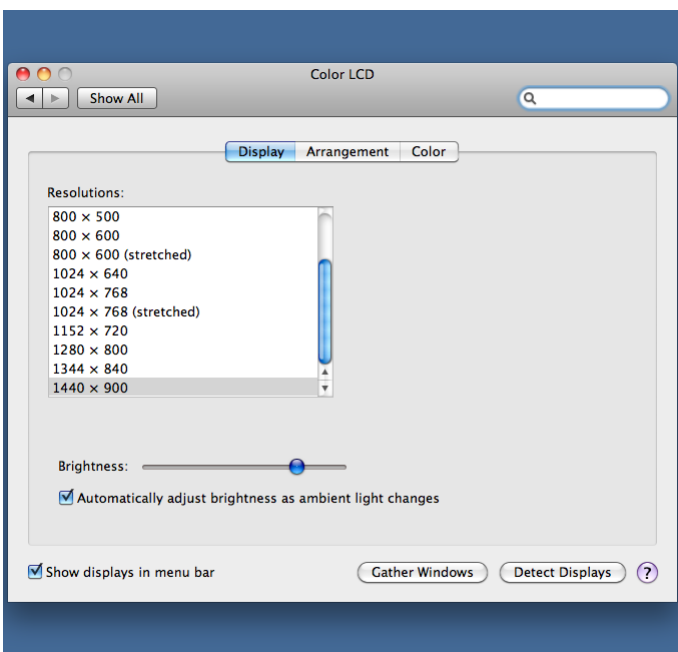 Color LCD
Show All
Display Arrangement Color
Resolutions:
800 × 500
800 × 600
800 × 600 (stretched)
1024 × 640
1024 × 768
1024 × 768 (stretched)
1152 × 720
1280 × 800
1344 × 840
1440 × 900
Brightness:
Automatically adjust brightness as ambient light changes
Show displays in menu bar Gather Windows Detect Displays ?